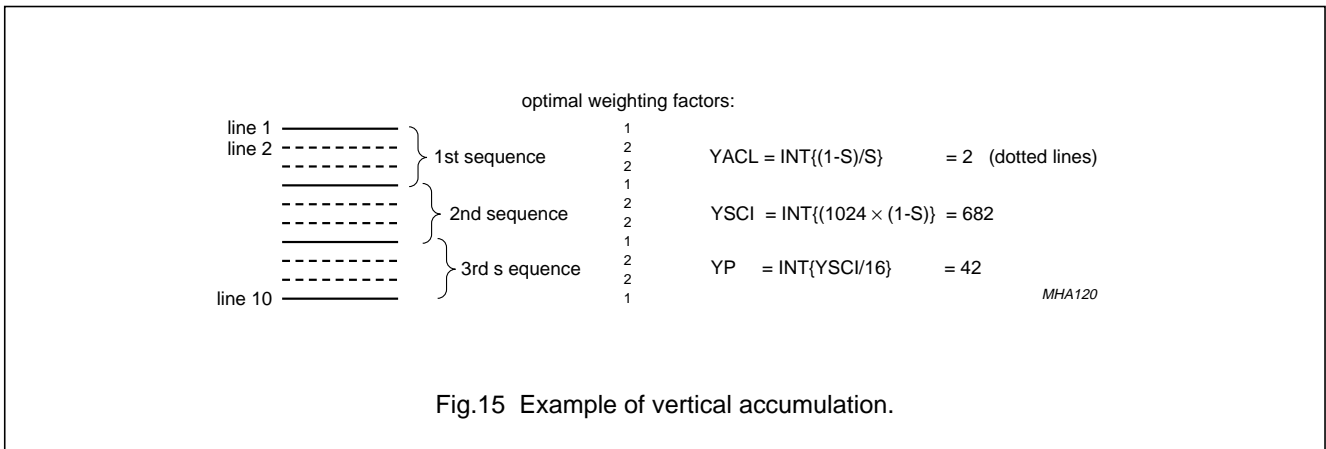 optimal weighting factors:
line 1
1
line 2
2
1st sequence
2
YACL = INT{(1-S)/S} = 2 (dotted lines)
1
2
2nd sequence
2
YSCI = INT{(1024 × (1-S)} = 682
1
2
3rd s equence
YP = INT{YSCI/16} = 42
2
line 10
1
MHA120
Fig.15 Example of vertical accumulation.